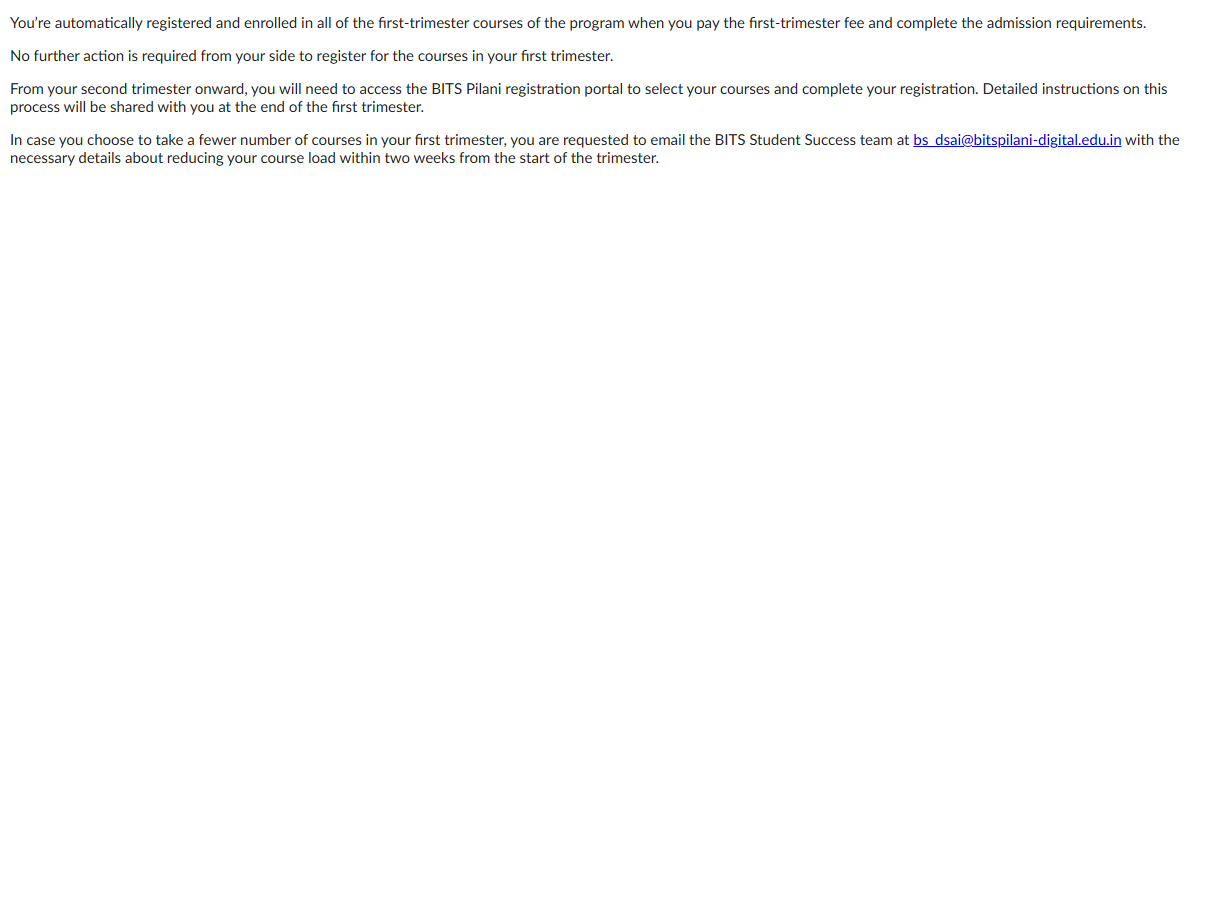 You're automatically registered and enrolled in all of the first-trimester courses of the program when you pay the first-trimester fee and complete the admission requirements.
No further action is required from your side to register for the courses in your first trimester.
From your second trimester onward, you will need to access the BITS Pilani registration portal to select your courses and complete your registration. Detailed instructions on this
process will be shared with you at the end of the first trimester.
In case you choose to take a fewer number of courses in your first trimester, you are requested to email the BITS Student Success team at bs_dsai@bitspilani-digital.edu.in with the
necessary details about reducing your course load within two weeks from the start of the trimester.